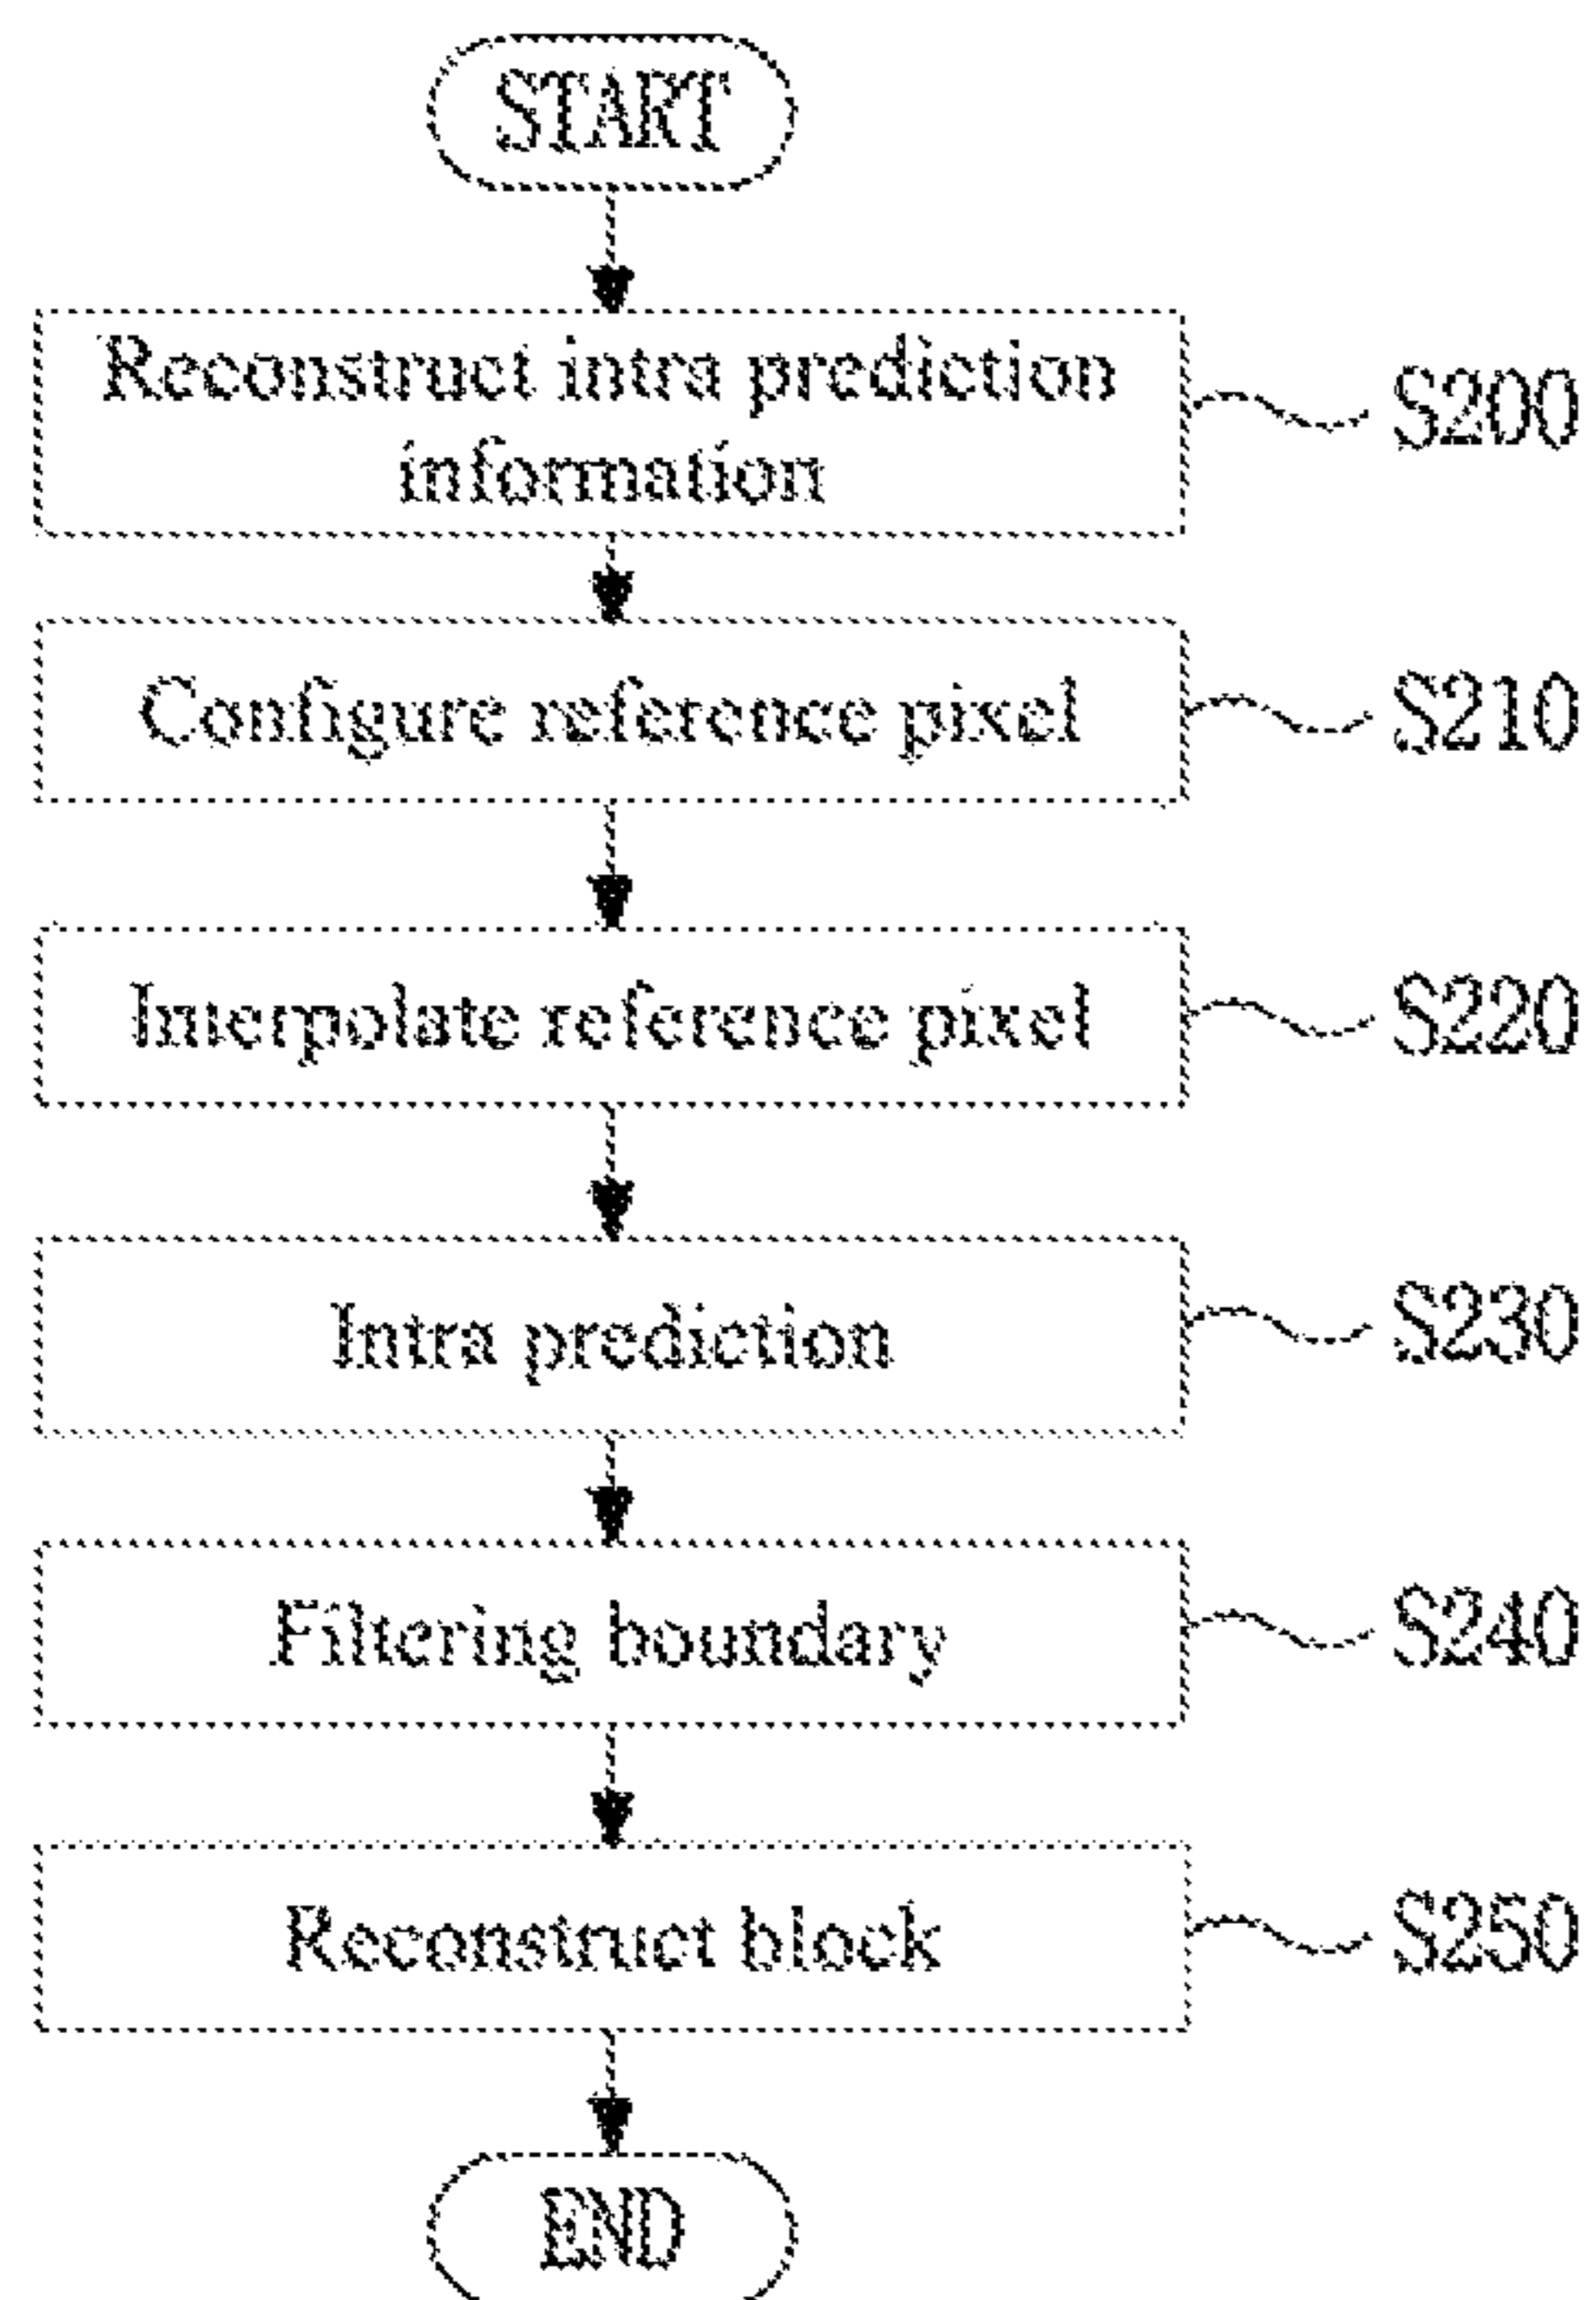 START
Reconstruct intra prediction
information
S200
Configure reference pixel
S210
Interpolate reference pixel
S220
Intra prediction
S230
Filtering boundary
S240
Reconstruct block
S250
END